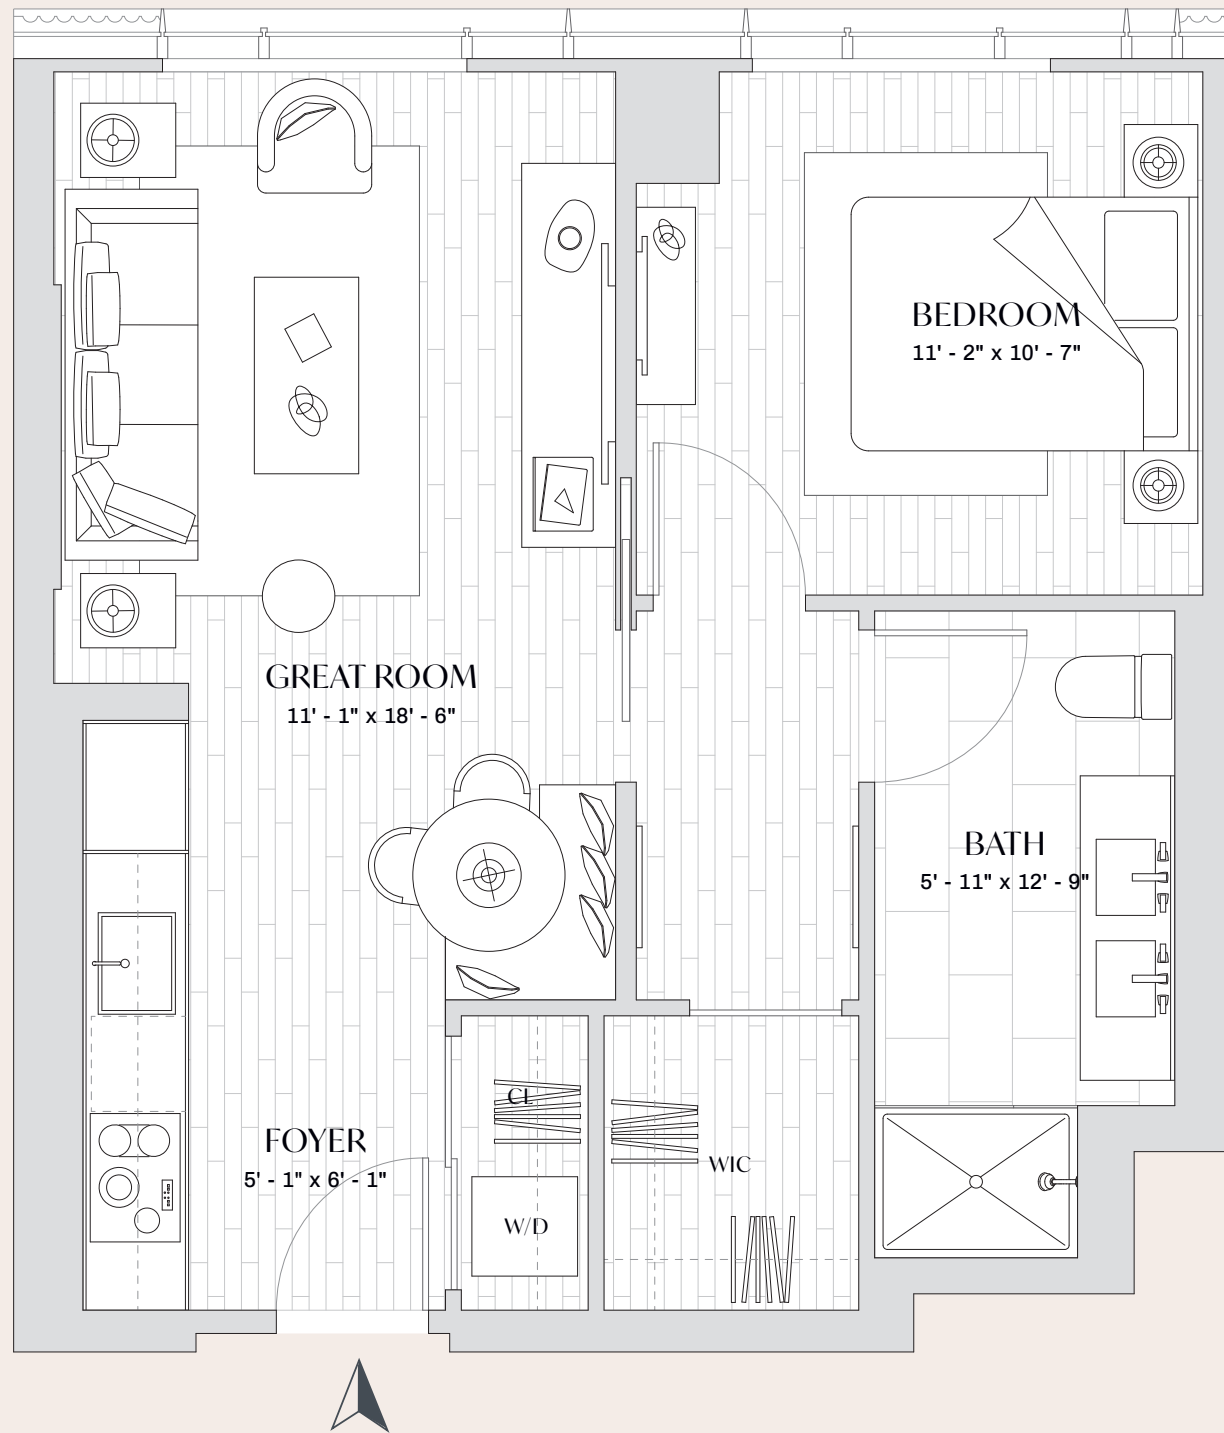 BEDROOM
11' - 2" x 10' - 7"
GREAT ROOM
11' - 1" x 18' - 6"
BATH
5' - 11" x 12' - 9"
CL
FOYER
5' - 1" x 6' - 1"
WIC
W/D